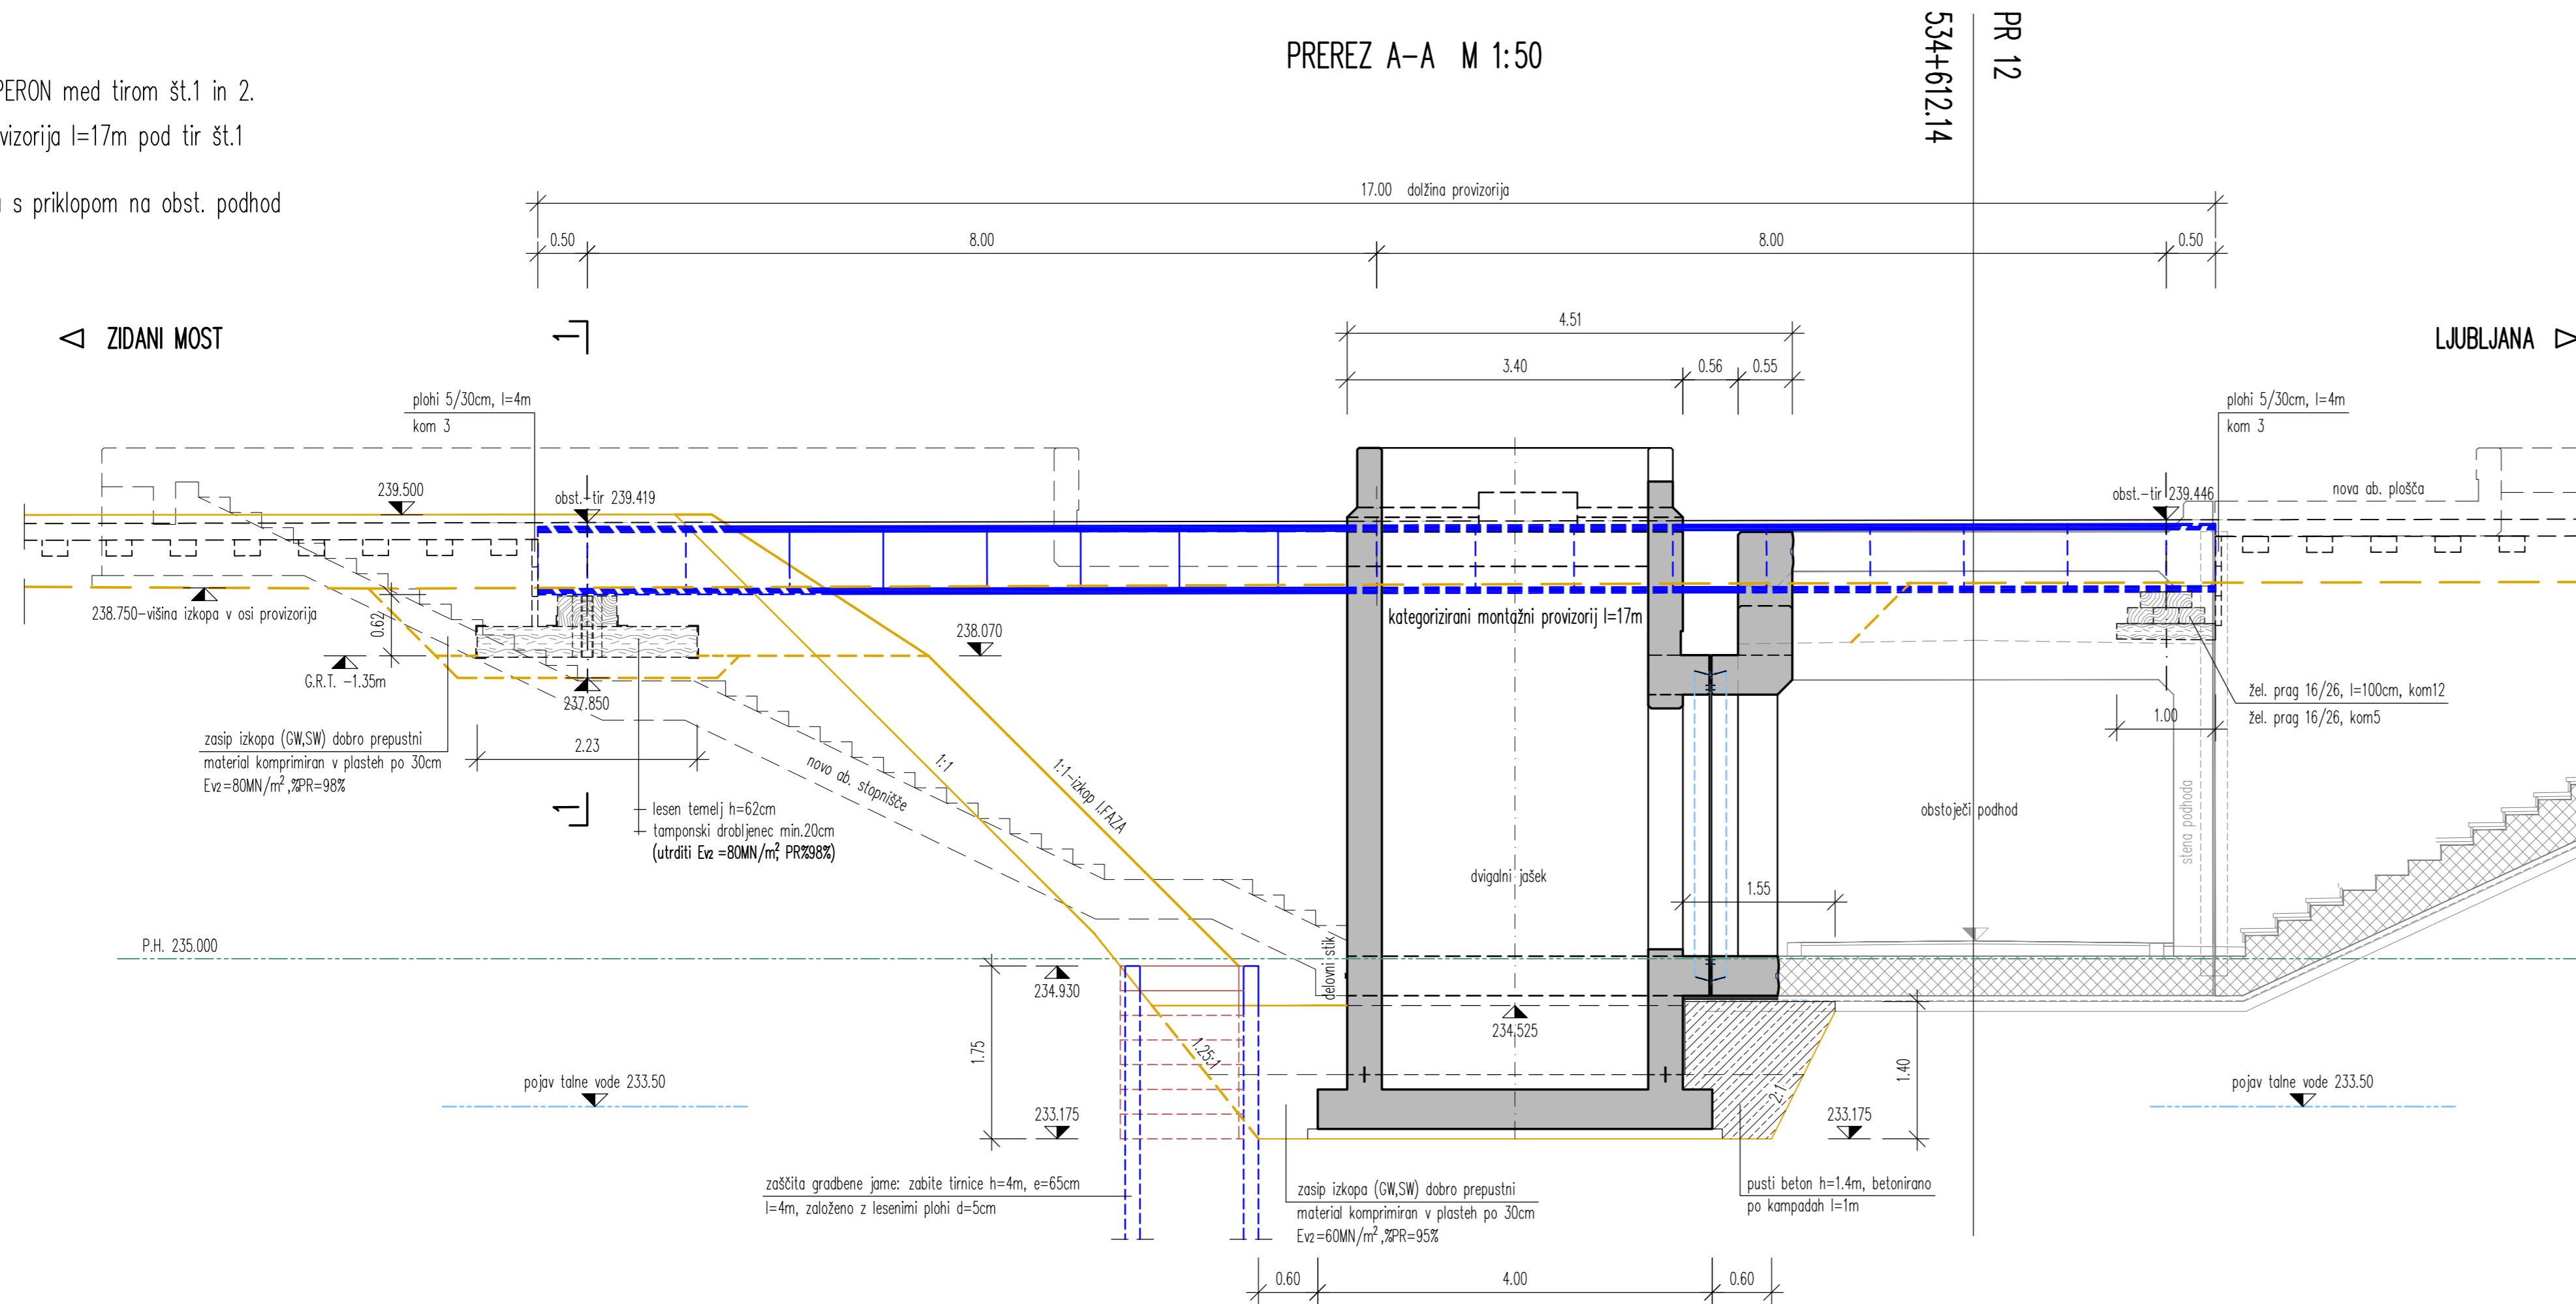 PREREZ A-A M 1:50
PR 12
534+612.14
PERON med tirom št.1 in 2.
vizorija l=17m pod tir št.1
s priklopom na obst. podhod
17.00 dolžina provizorija
0.50
8.00
8.00
0.50
ZIDANI MOST
1
4.51
LJUBLJANA
3.40
0.56
0.55
plohi 5/30cm, l=4m
kom 3
plohi 5/30cm, l=4m
kom 3
239.500
obst.-tir 239.419
obst.-tir 239.446
nova ab. plošča
238.750-višina izkopa v osi provizorija
0.62
kategorizirani montažni provizorij l=17m
238.070
G.R.T. -1.35m
237.850
žel. prag 16/26, l=100cm, kom12
žel. prag 16/26, kom5
1.00
zasip izkopa (GW,SW) dobro prepustni
material komprimiran v plasteh po 30cm
Ev2=80MN/m²,%PR=98%
2.23
1:1
1:1-izkop I.FAZA
novo ab. stopnišče
1
lesen temelj h=62cm
tamponski drobljenec min.20cm
(utrditi Ev2 =80MN/m², PR%98%)
obstoječi podhod
stena podhoda
dvigalni jašek
1.55
P.H. 235.000
delovni stik
234.930
234.525
1.75
1.25:1
1.40
2:1
pojav talne vode 233.50
pojav talne vode 233.50
233.175
233.175
zaščita gradbene jame: zabite tirnice h=4m, e=65cm
l=4m, založeno z lesenimi plohi d=5cm
zasip izkopa (GW,SW) dobro prepustni
material komprimiran v plasteh po 30cm
Ev2=60MN/m²,%PR=95%
pusti beton h=1.4m, betonirano
po kampadah l=1m
0.60
4.00
0.60